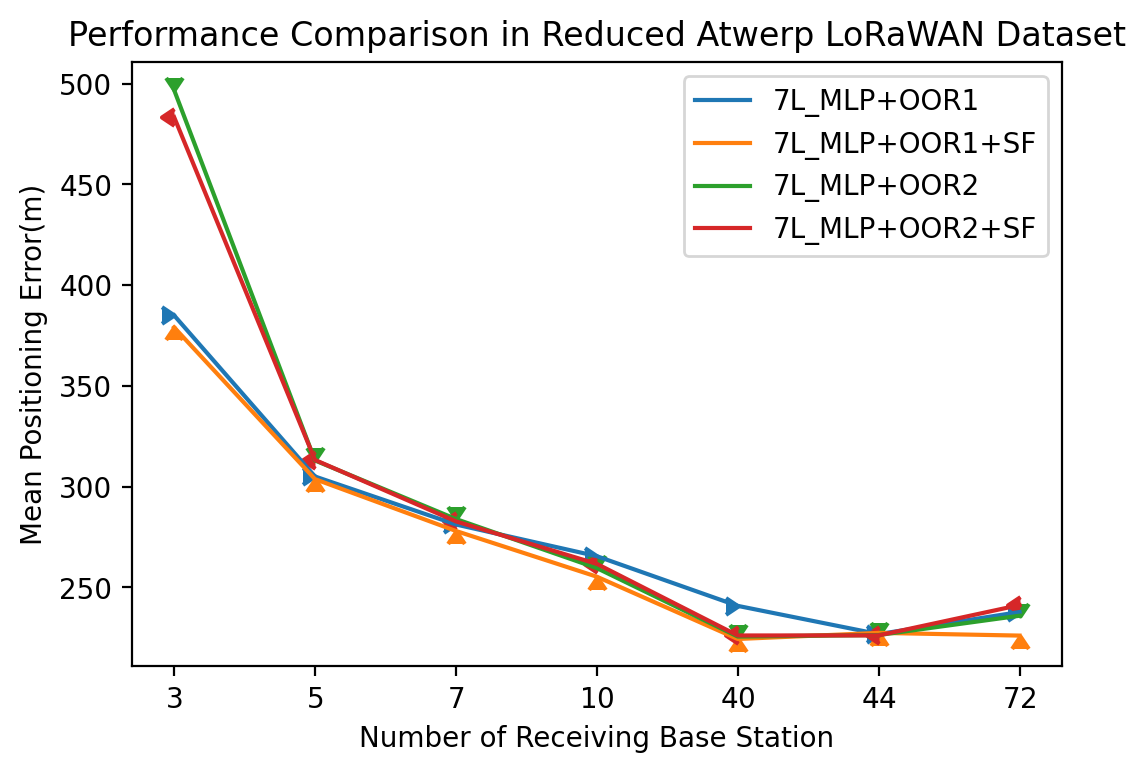 Performance Comparison in Reduced Atwerp LoRaWAN Dataset
500
450
400
350
300
250
Mean Positioning Error(m)
7L_MLP+OOR1
7L_MLP+OOR1+SF
7L_MLP+OOR2
7L_MLP+OOR2+SF
3 5 7 10 40 44 72
Number of Receiving Base Station